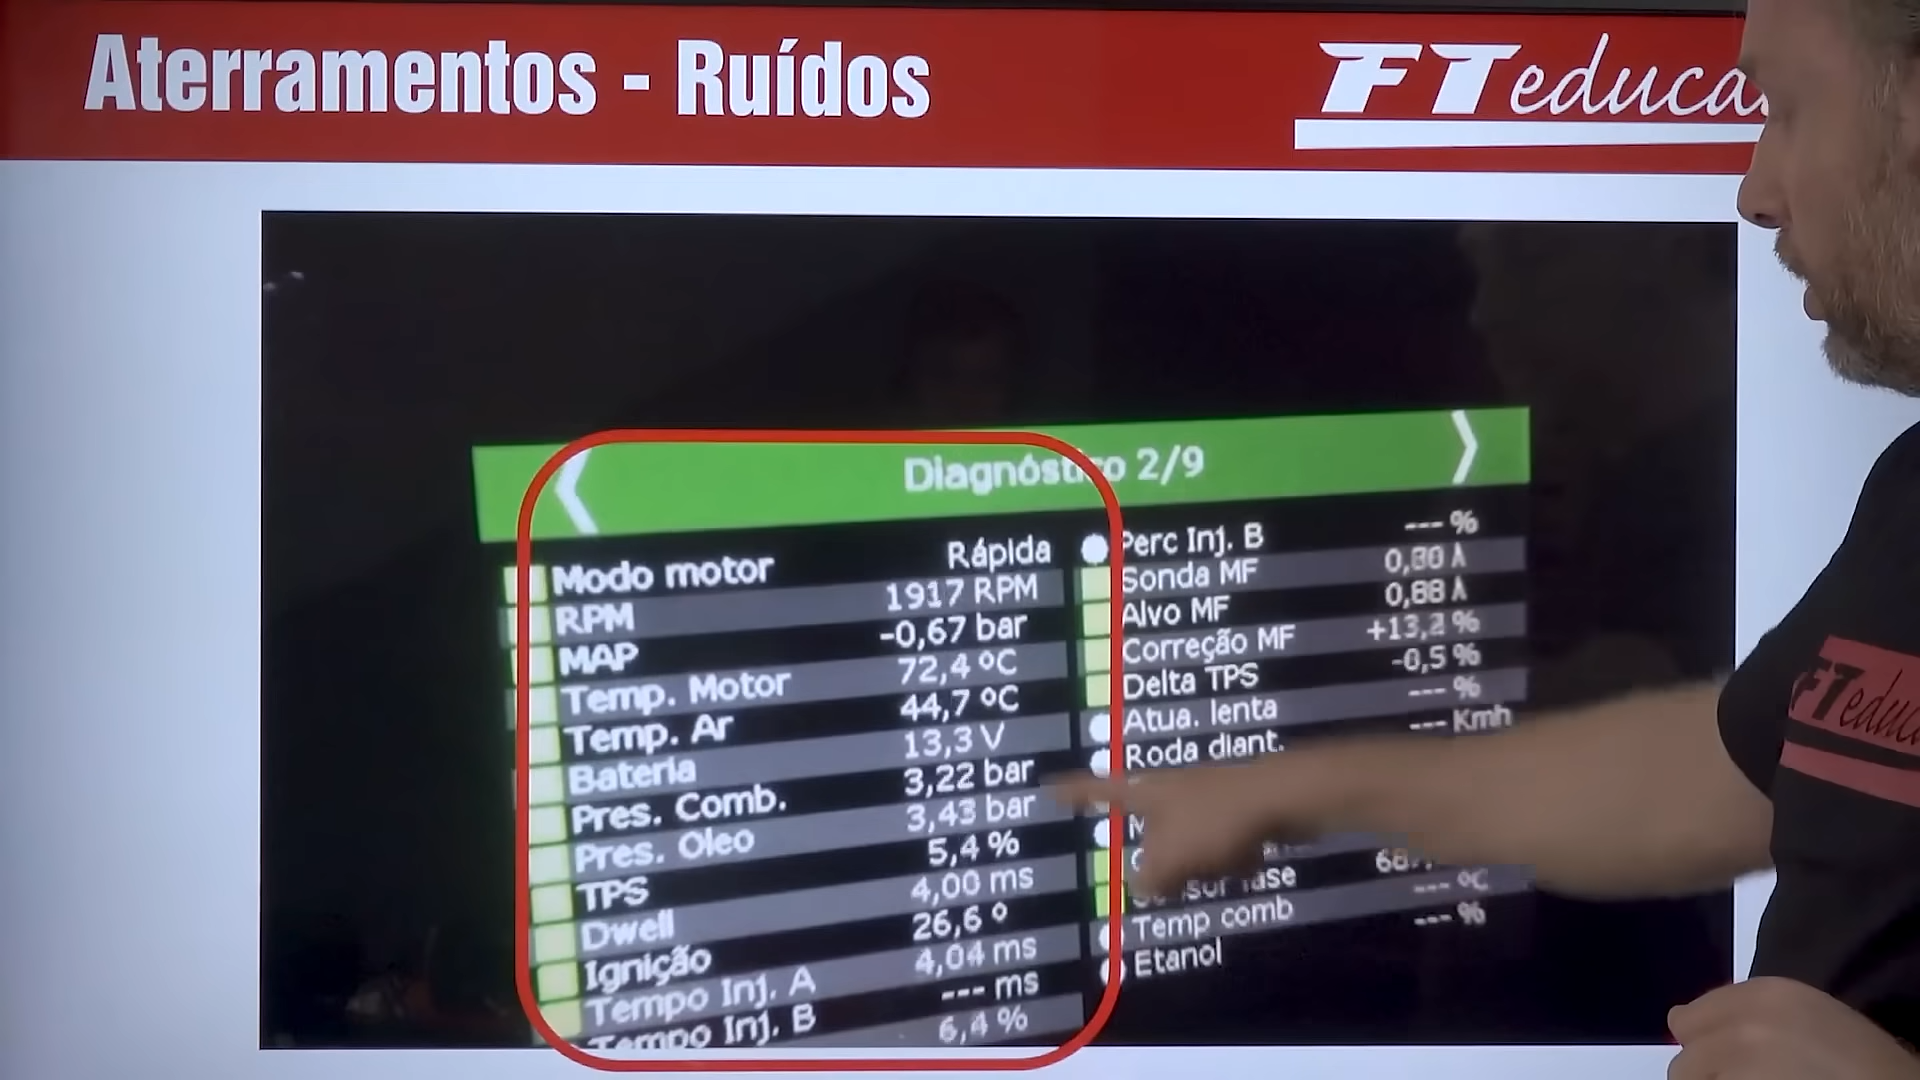 Aterramentos - Ruídos
FTeduca
Diagnóstico 2/9
Modo motor Rápida
RPM 1917 RPM
MAP -0,67 bar
Temp. Motor 72,4 ºC
Temp. Ar 44,7 ºC
Bateria 13,3 V
Pres. Comb. 3,22 bar
Pres. Oleo 3,43 bar
TPS 5,4 %
Dwell 4,00 ms
Ignição 26,6 º
Tempo Inj. A 4,04 ms
Tempo Inj. B --- ms
6,4 %
Perc Inj. B --- %
Sonda MF 0,80 λ
Alvo MF 0,88 λ
Correção MF
Delta TPS -0,5 %
Atua. lenta --- %
Roda diant. --- Kmh
Temp comb --- ºC
Etanol --- %
FTeduc